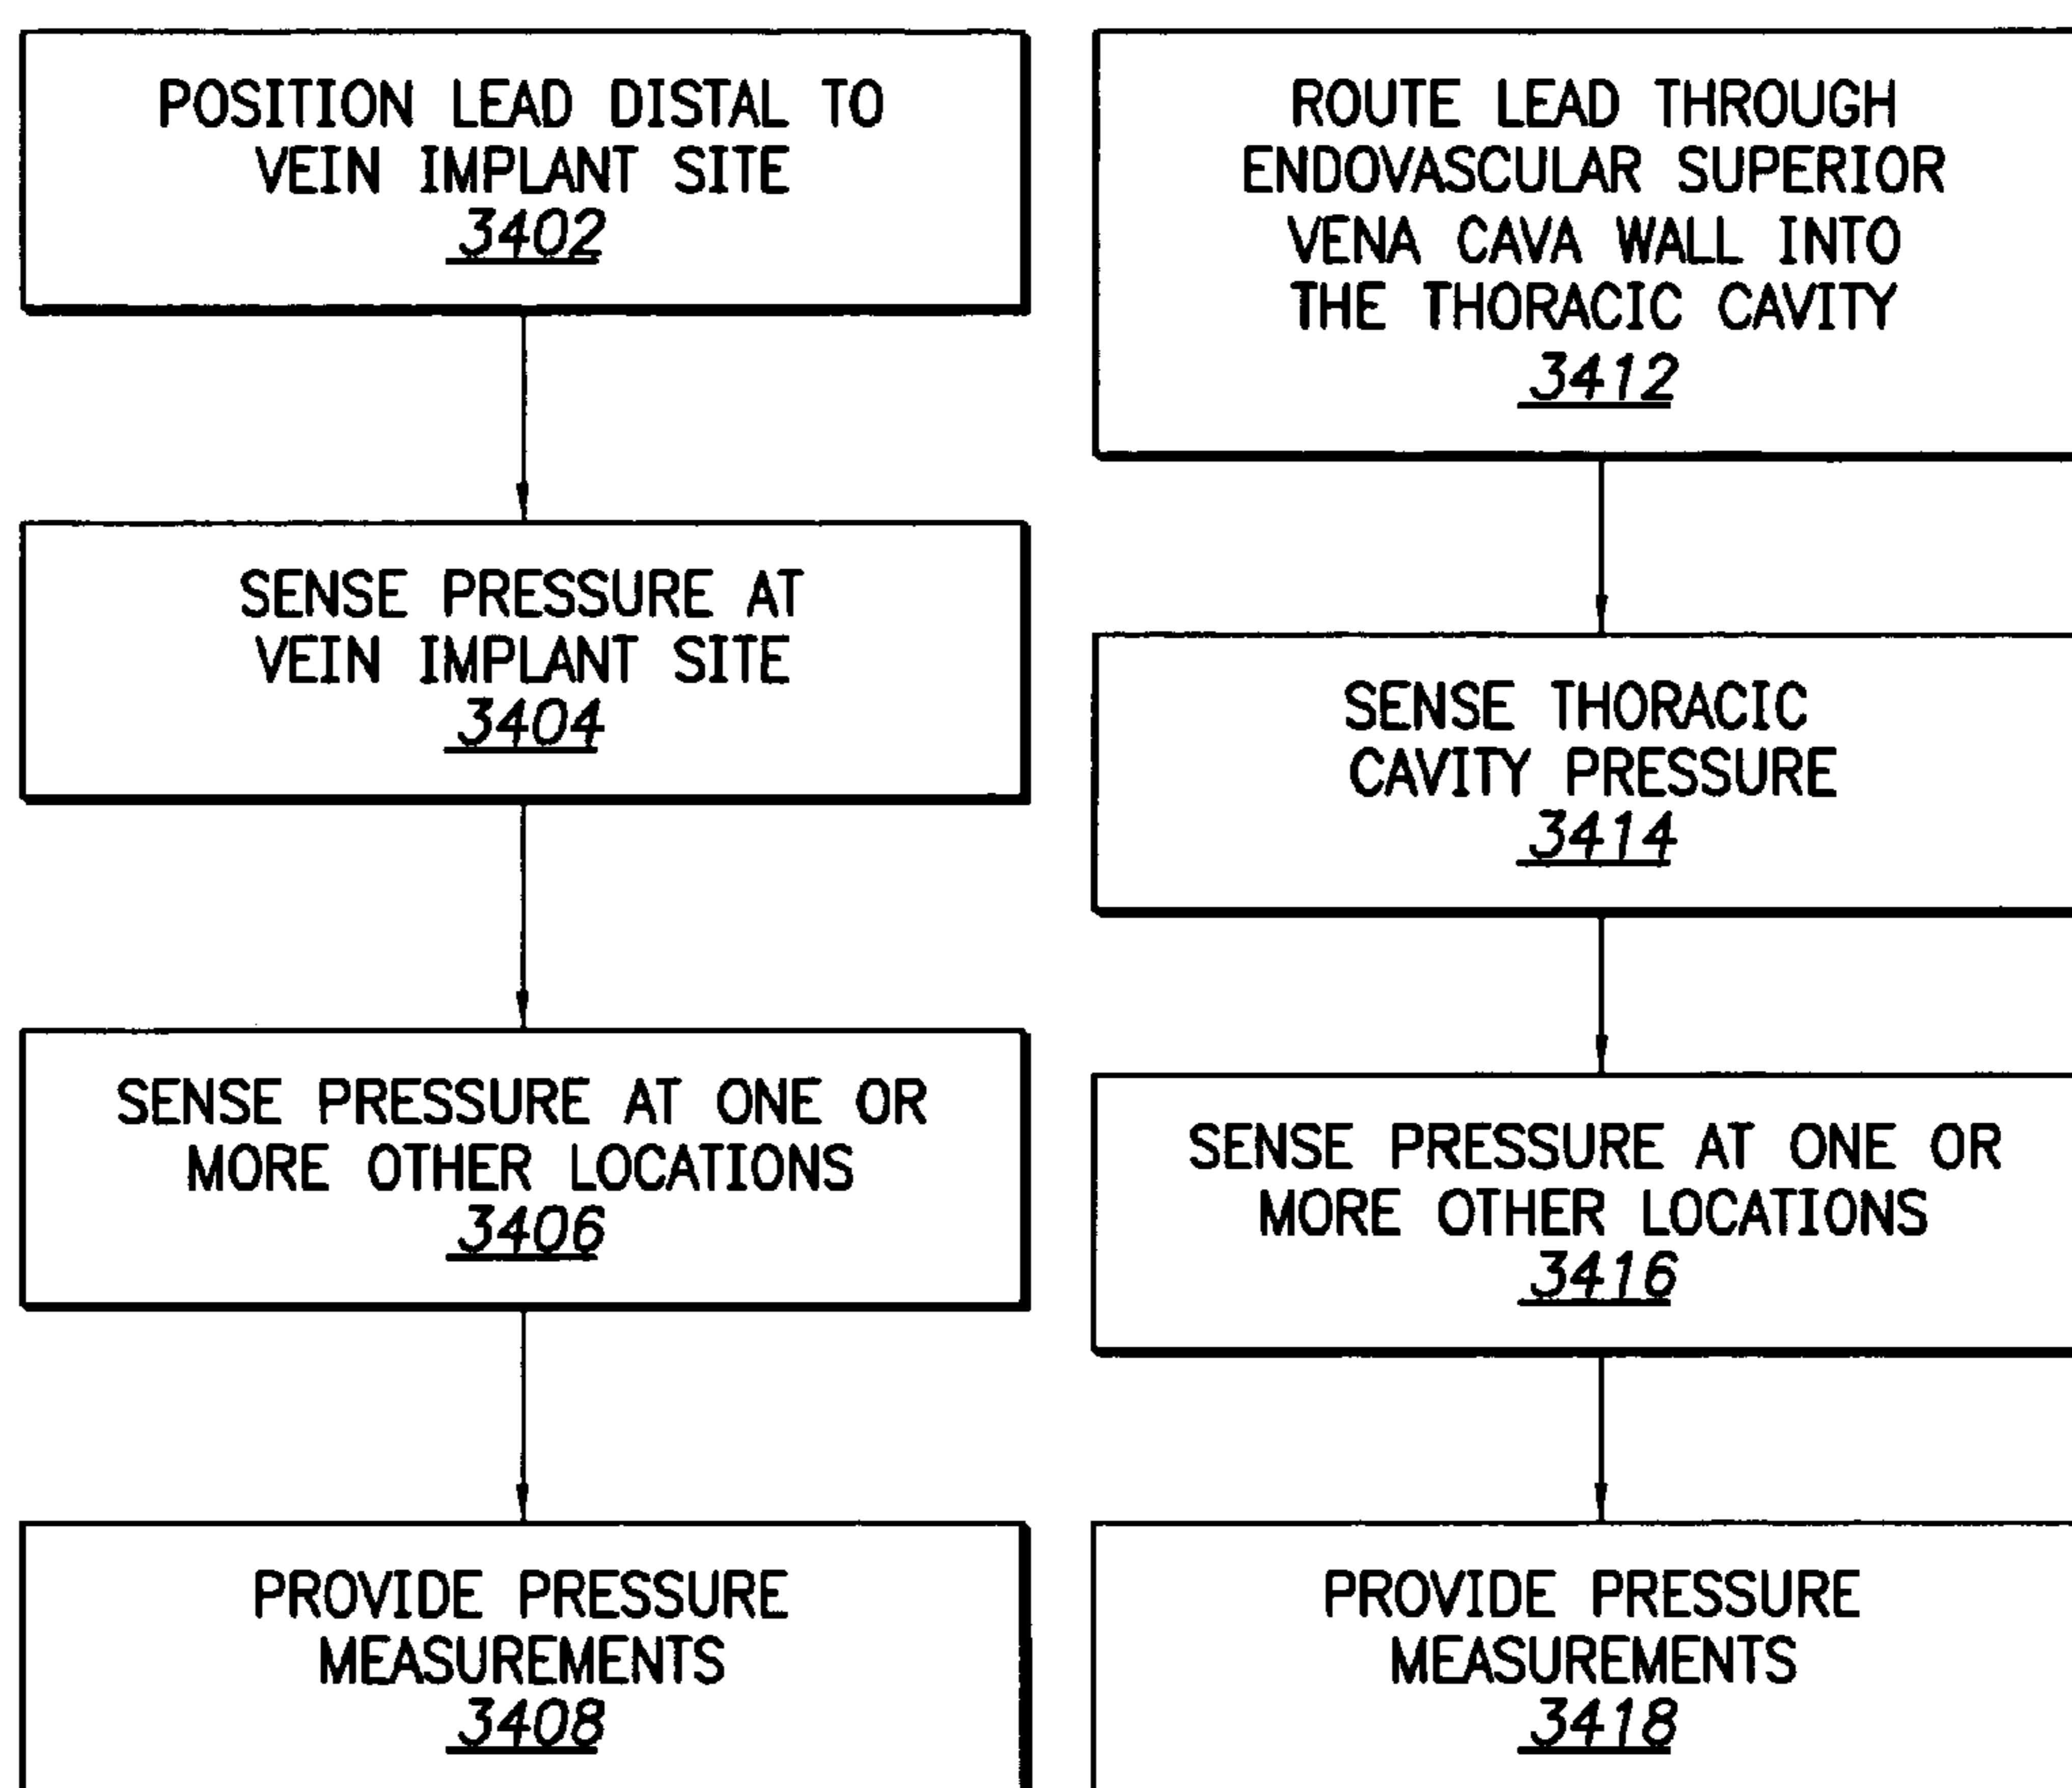 POSITION LEAD DISTAL TO
VEIN IMPLANT SITE
3402
SENSE PRESSURE AT
VEIN IMPLANT SITE
3404
SENSE PRESSURE AT ONE OR
MORE OTHER LOCATIONS
3406
PROVIDE PRESSURE
MEASUREMENTS
3408
ROUTE LEAD THROUGH
ENDOVASCULAR SUPERIOR
VENA CAVA WALL INTO
THE THORACIC CAVITY
3412
SENSE THORACIC
CAVITY PRESSURE
3414
SENSE PRESSURE AT ONE OR
MORE OTHER LOCATIONS
3416
PROVIDE PRESSURE
MEASUREMENTS
3418